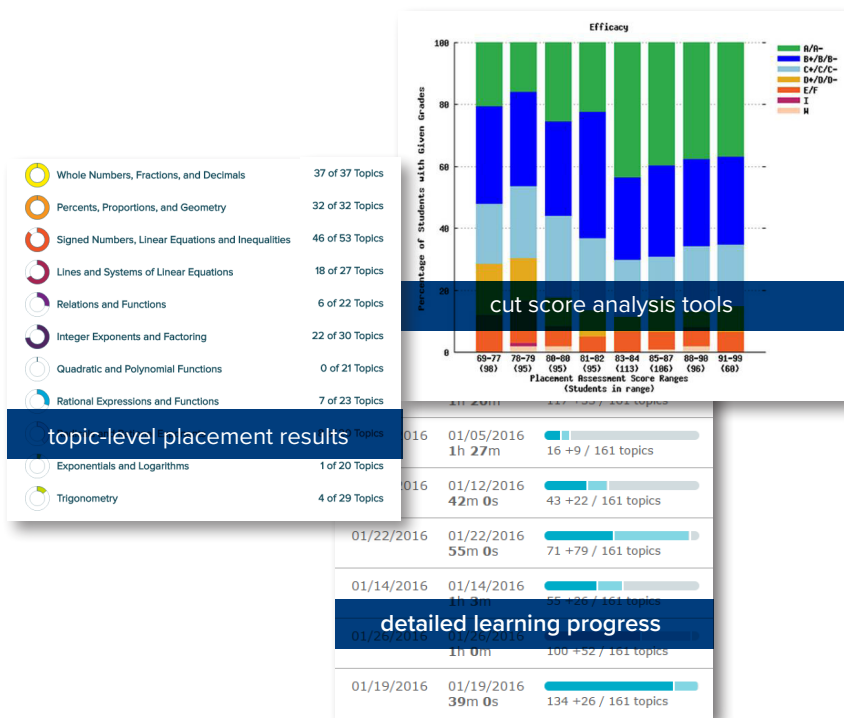 Efficacy
Percentage of Students with Given Grades
100
80
60
40
20
0
A/A-
B+/B/B-
C+/C/C-
D+/D/D-
E/F
I
W
69-77 78-79 80-80 81-82 83-84 85-87 88-90 91-99
(98) (95) (95) (95) (113) (106) (96) (60)
Placement Assessment Score Ranges
(Students in range)
cut score analysis tools
Whole Numbers, Fractions, and Decimals 37 of 37 Topics
Percents, Proportions, and Geometry 32 of 32 Topics
Signed Numbers, Linear Equations and Inequalities 46 of 53 Topics
Lines and Systems of Linear Equations 18 of 27 Topics
Relations and Functions 6 of 22 Topics
Integer Exponents and Factoring 22 of 30 Topics
Quadratic and Polynomial Functions 0 of 21 Topics
Rational Expressions and Functions 7 of 23 Topics
topic-level placement results
Exponentials and Logarithms 1 of 20 Topics
Trigonometry 4 of 29 Topics
1h 20m 117 +33 / 161 topics
016 01/05/2016
1h 27m 16 +9 / 161 topics
2016 01/12/2016
42m 0s 43 +22 / 161 topics
01/22/2016 01/22/2016
55m 0s 71 +79 / 161 topics
01/14/2016 01/14/2016
1h 3m 55 +26 / 161 topics
detailed learning progress
01/26/2016 01/26/2016
1h 0m 100 +52 / 161 topics
01/19/2016 01/19/2016
39m 0s 134 +26 / 161 topics